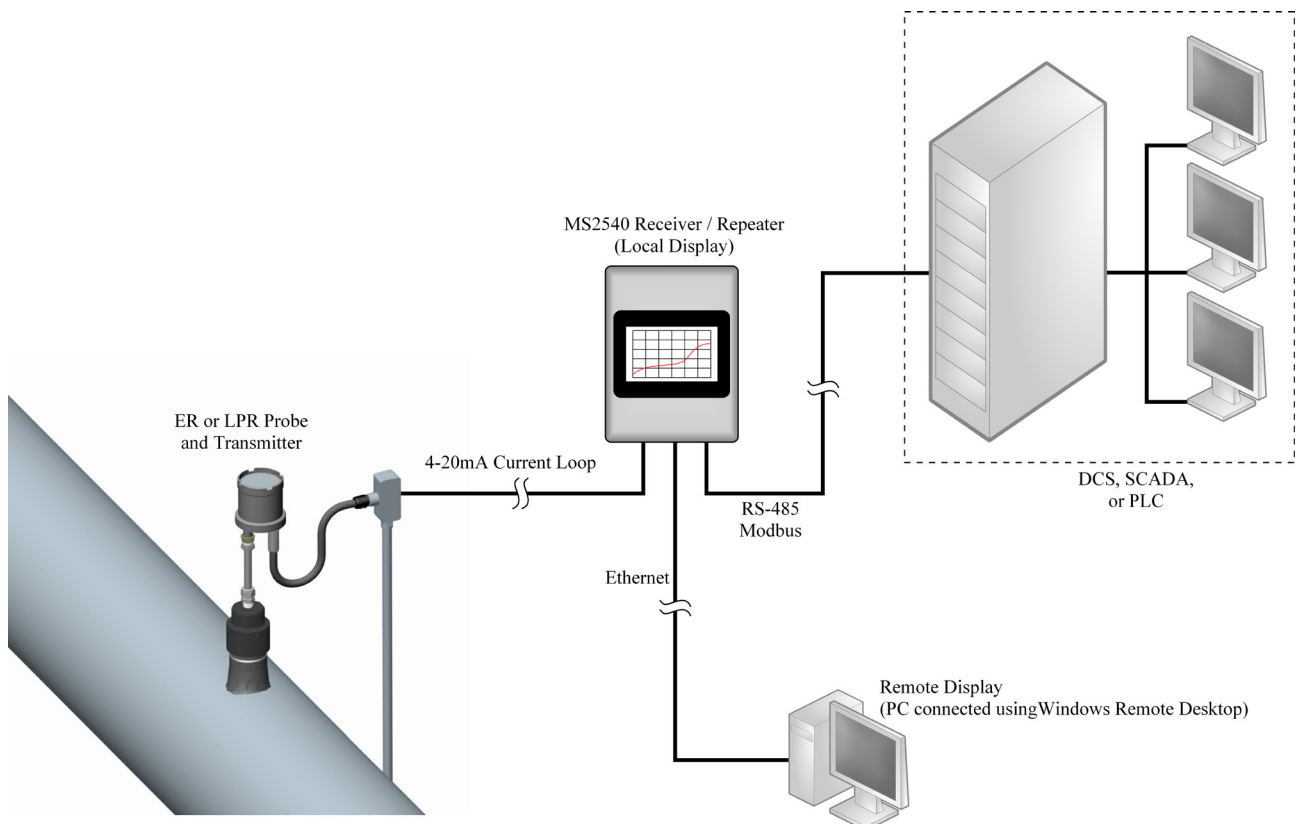 MS2540 Receiver / Repeater
(Local Display)
ER or LPR Probe
and Transmitter
4-20mA Current Loop
RS-485
Modbus
DCS, SCADA,
or PLC
Ethernet
Remote Display
(PC connected usingWindows Remote Desktop)